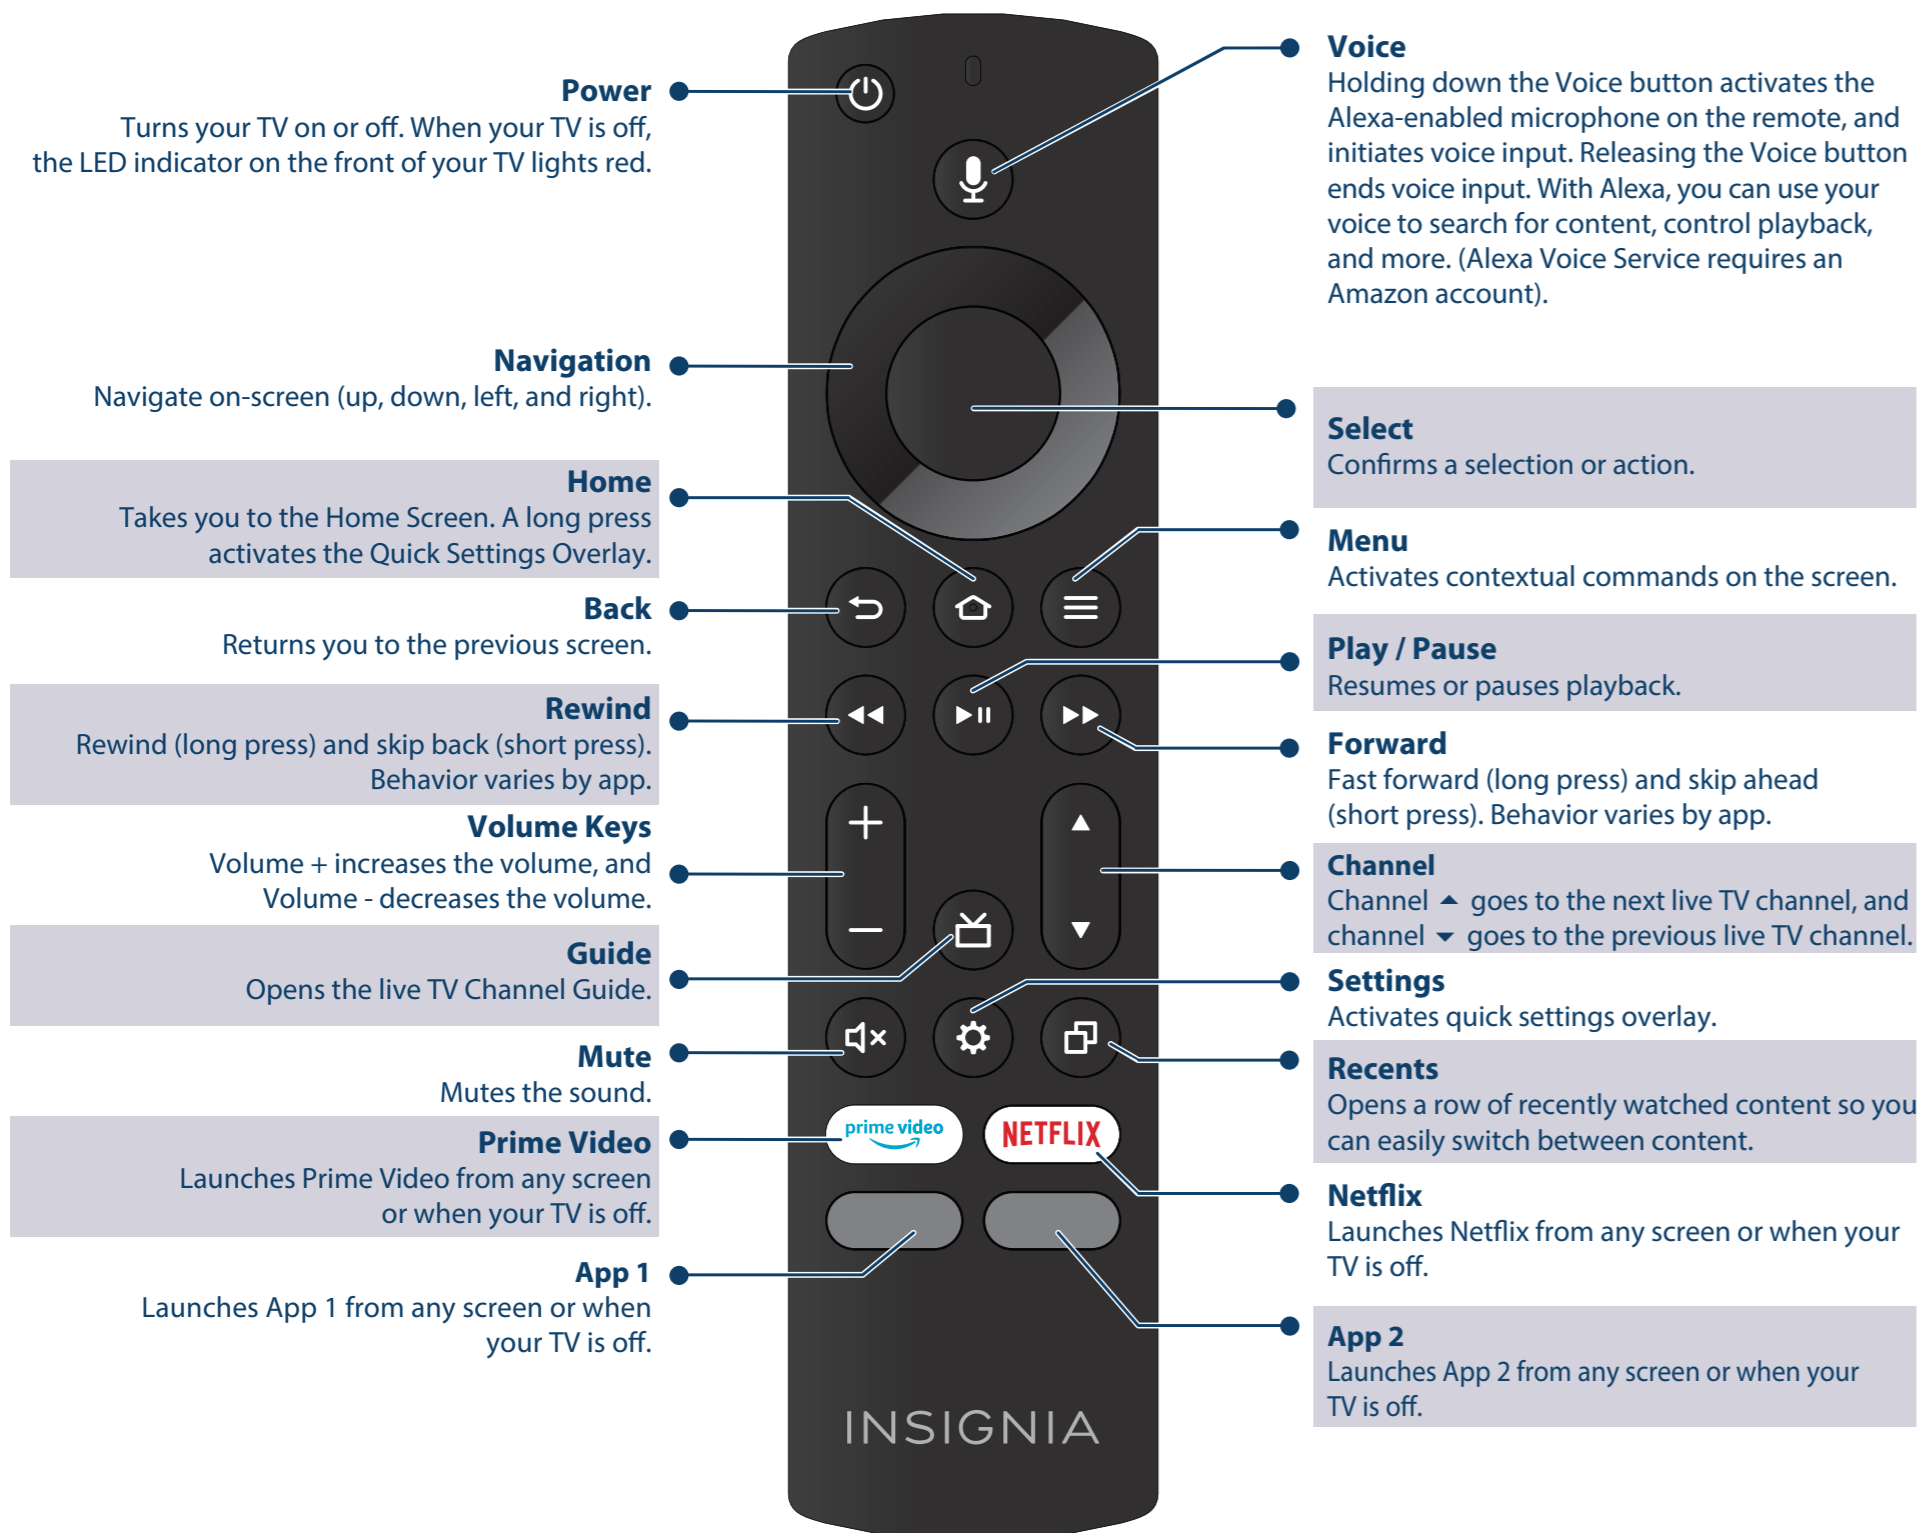 Power
Turns your TV on or off. When your TV is off,
the LED indicator on the front of your TV lights red.
Navigation
Navigate on-screen (up, down, left, and right).
Home
Takes you to the Home Screen. A long press
activates the Quick Settings Overlay.
Back
Returns you to the previous screen.
Rewind
Rewind (long press) and skip back (short press).
Behavior varies by app.
Volume Keys
Volume + increases the volume, and
Volume - decreases the volume.
Guide
Opens the live TV Channel Guide.
Mute
Mutes the sound.
Prime Video
Launches Prime Video from any screen
or when your TV is off.
App 1
Launches App 1 from any screen or when
your TV is off.
prime video
NETFLIX
INSIGNIA
Voice
Holding down the Voice button activates the
Alexa-enabled microphone on the remote, and
initiates voice input. Releasing the Voice button
ends voice input. With Alexa, you can use your
voice to search for content, control playback,
and more. (Alexa Voice Service requires an
Amazon account).
Select
Confirms a selection or action.
Menu
Activates contextual commands on the screen.
Play / Pause
Resumes or pauses playback.
Forward
Fast forward (long press) and skip ahead
(short press). Behavior varies by app.
Channel
Channel ▲ goes to the next live TV channel, and
channel ▼ goes to the previous live TV channel.
Settings
Activates quick settings overlay.
Recents
Opens a row of recently watched content so you
can easily switch between content.
Netflix
Launches Netflix from any screen or when your
TV is off.
App 2
Launches App 2 from any screen or when your
TV is off.